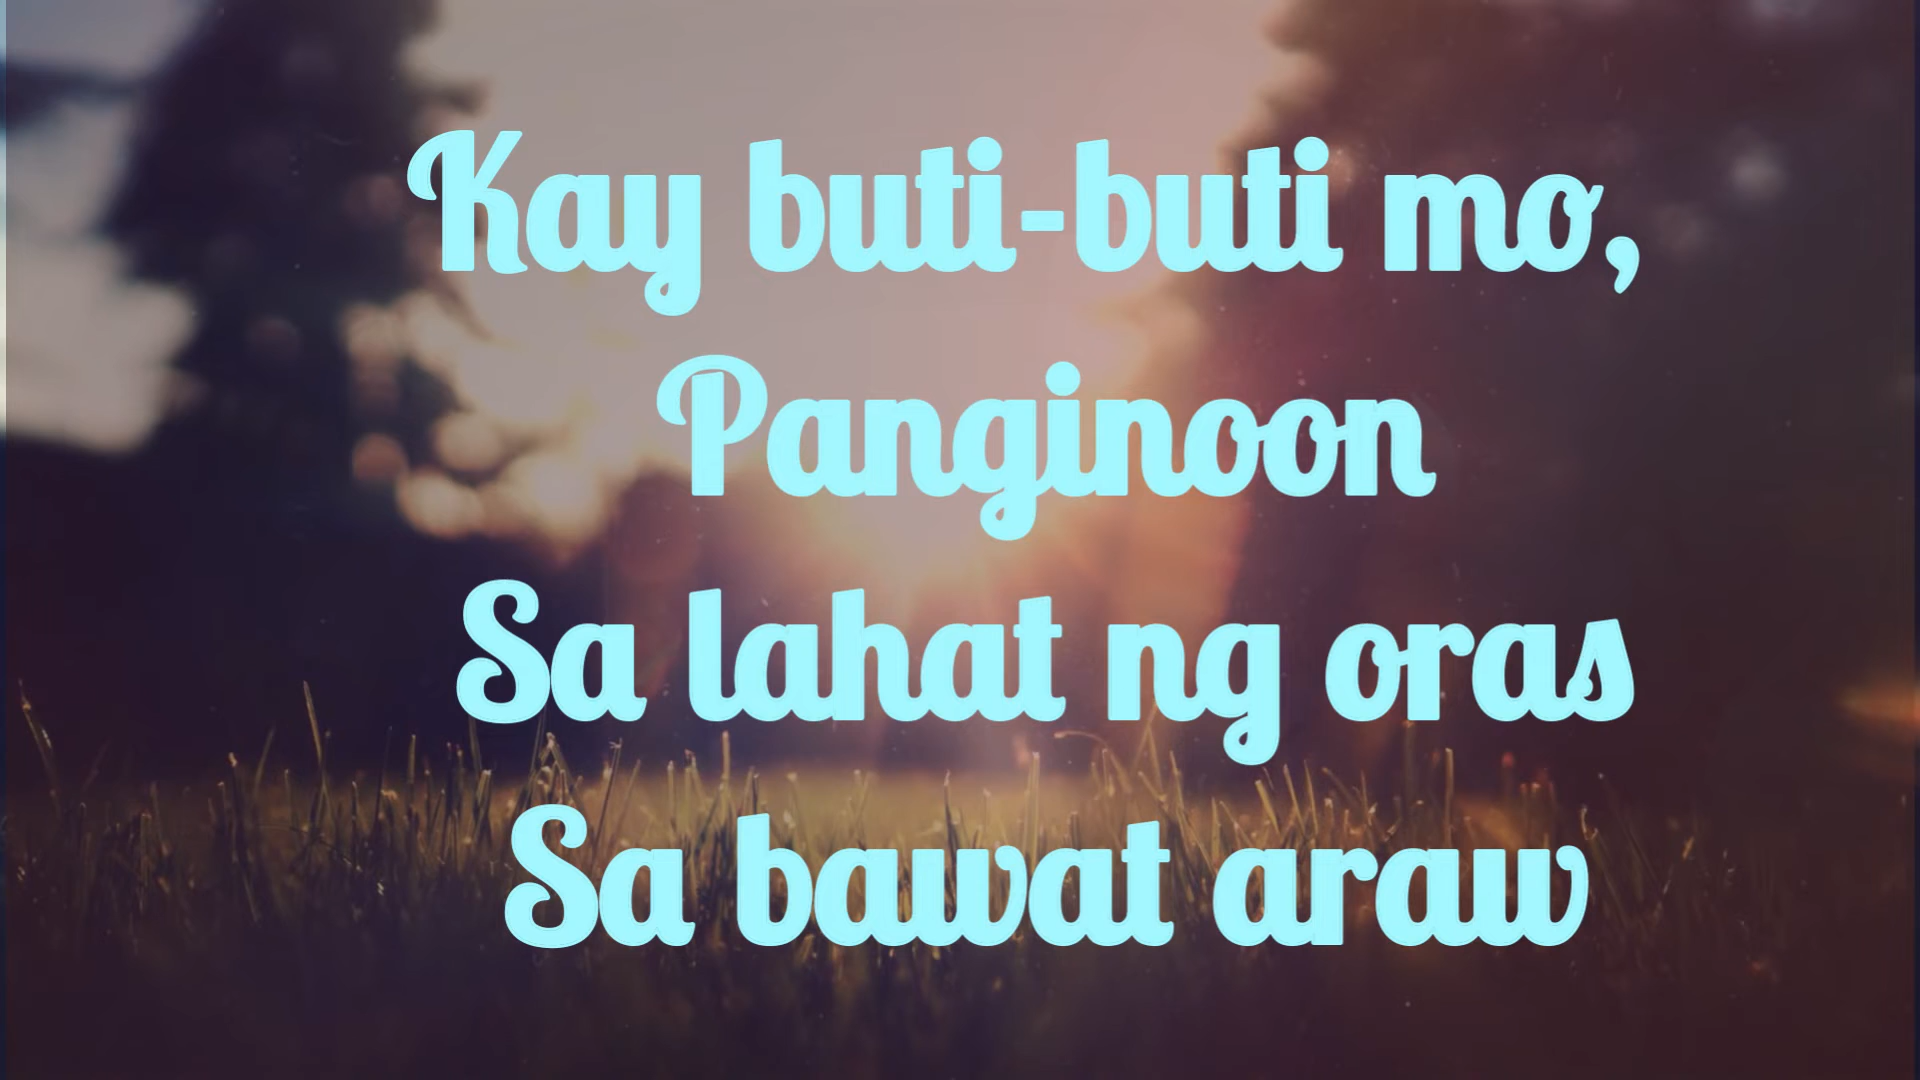 Kay buti-buti mo,
Panginoon
Sa lahat ng oras
Sa bawat araw